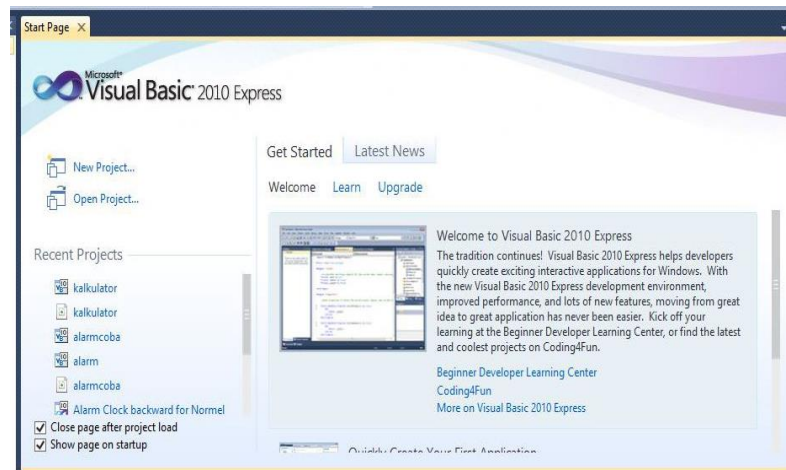 Start Page
Microsoft
Visual Basic 2010 Express
New Project...
Open Project...
Recent Projects
kalkulator
kalkulator
alarmcoba
alarm
alarmcoba
Alarm Clock backward for Normel
Close page after project load
Show page on startup
Get Started Latest News
Welcome Learn Upgrade
Welcome to Visual Basic 2010 Express
The tradition continues! Visual Basic 2010 Express helps developers
quickly create exciting interactive applications for Windows. With
the new Visual Basic 2010 Express development environment,
improved performance, and lots of new features, moving from great
idea to great application has never been easier. Kick off your
learning at the Beginner Developer Learning Center, or find the latest
and coolest projects on Coding4Fun.
Beginner Developer Learning Center
Coding4Fun
More on Visual Basic 2010 Express
Quickly Create Your First Application